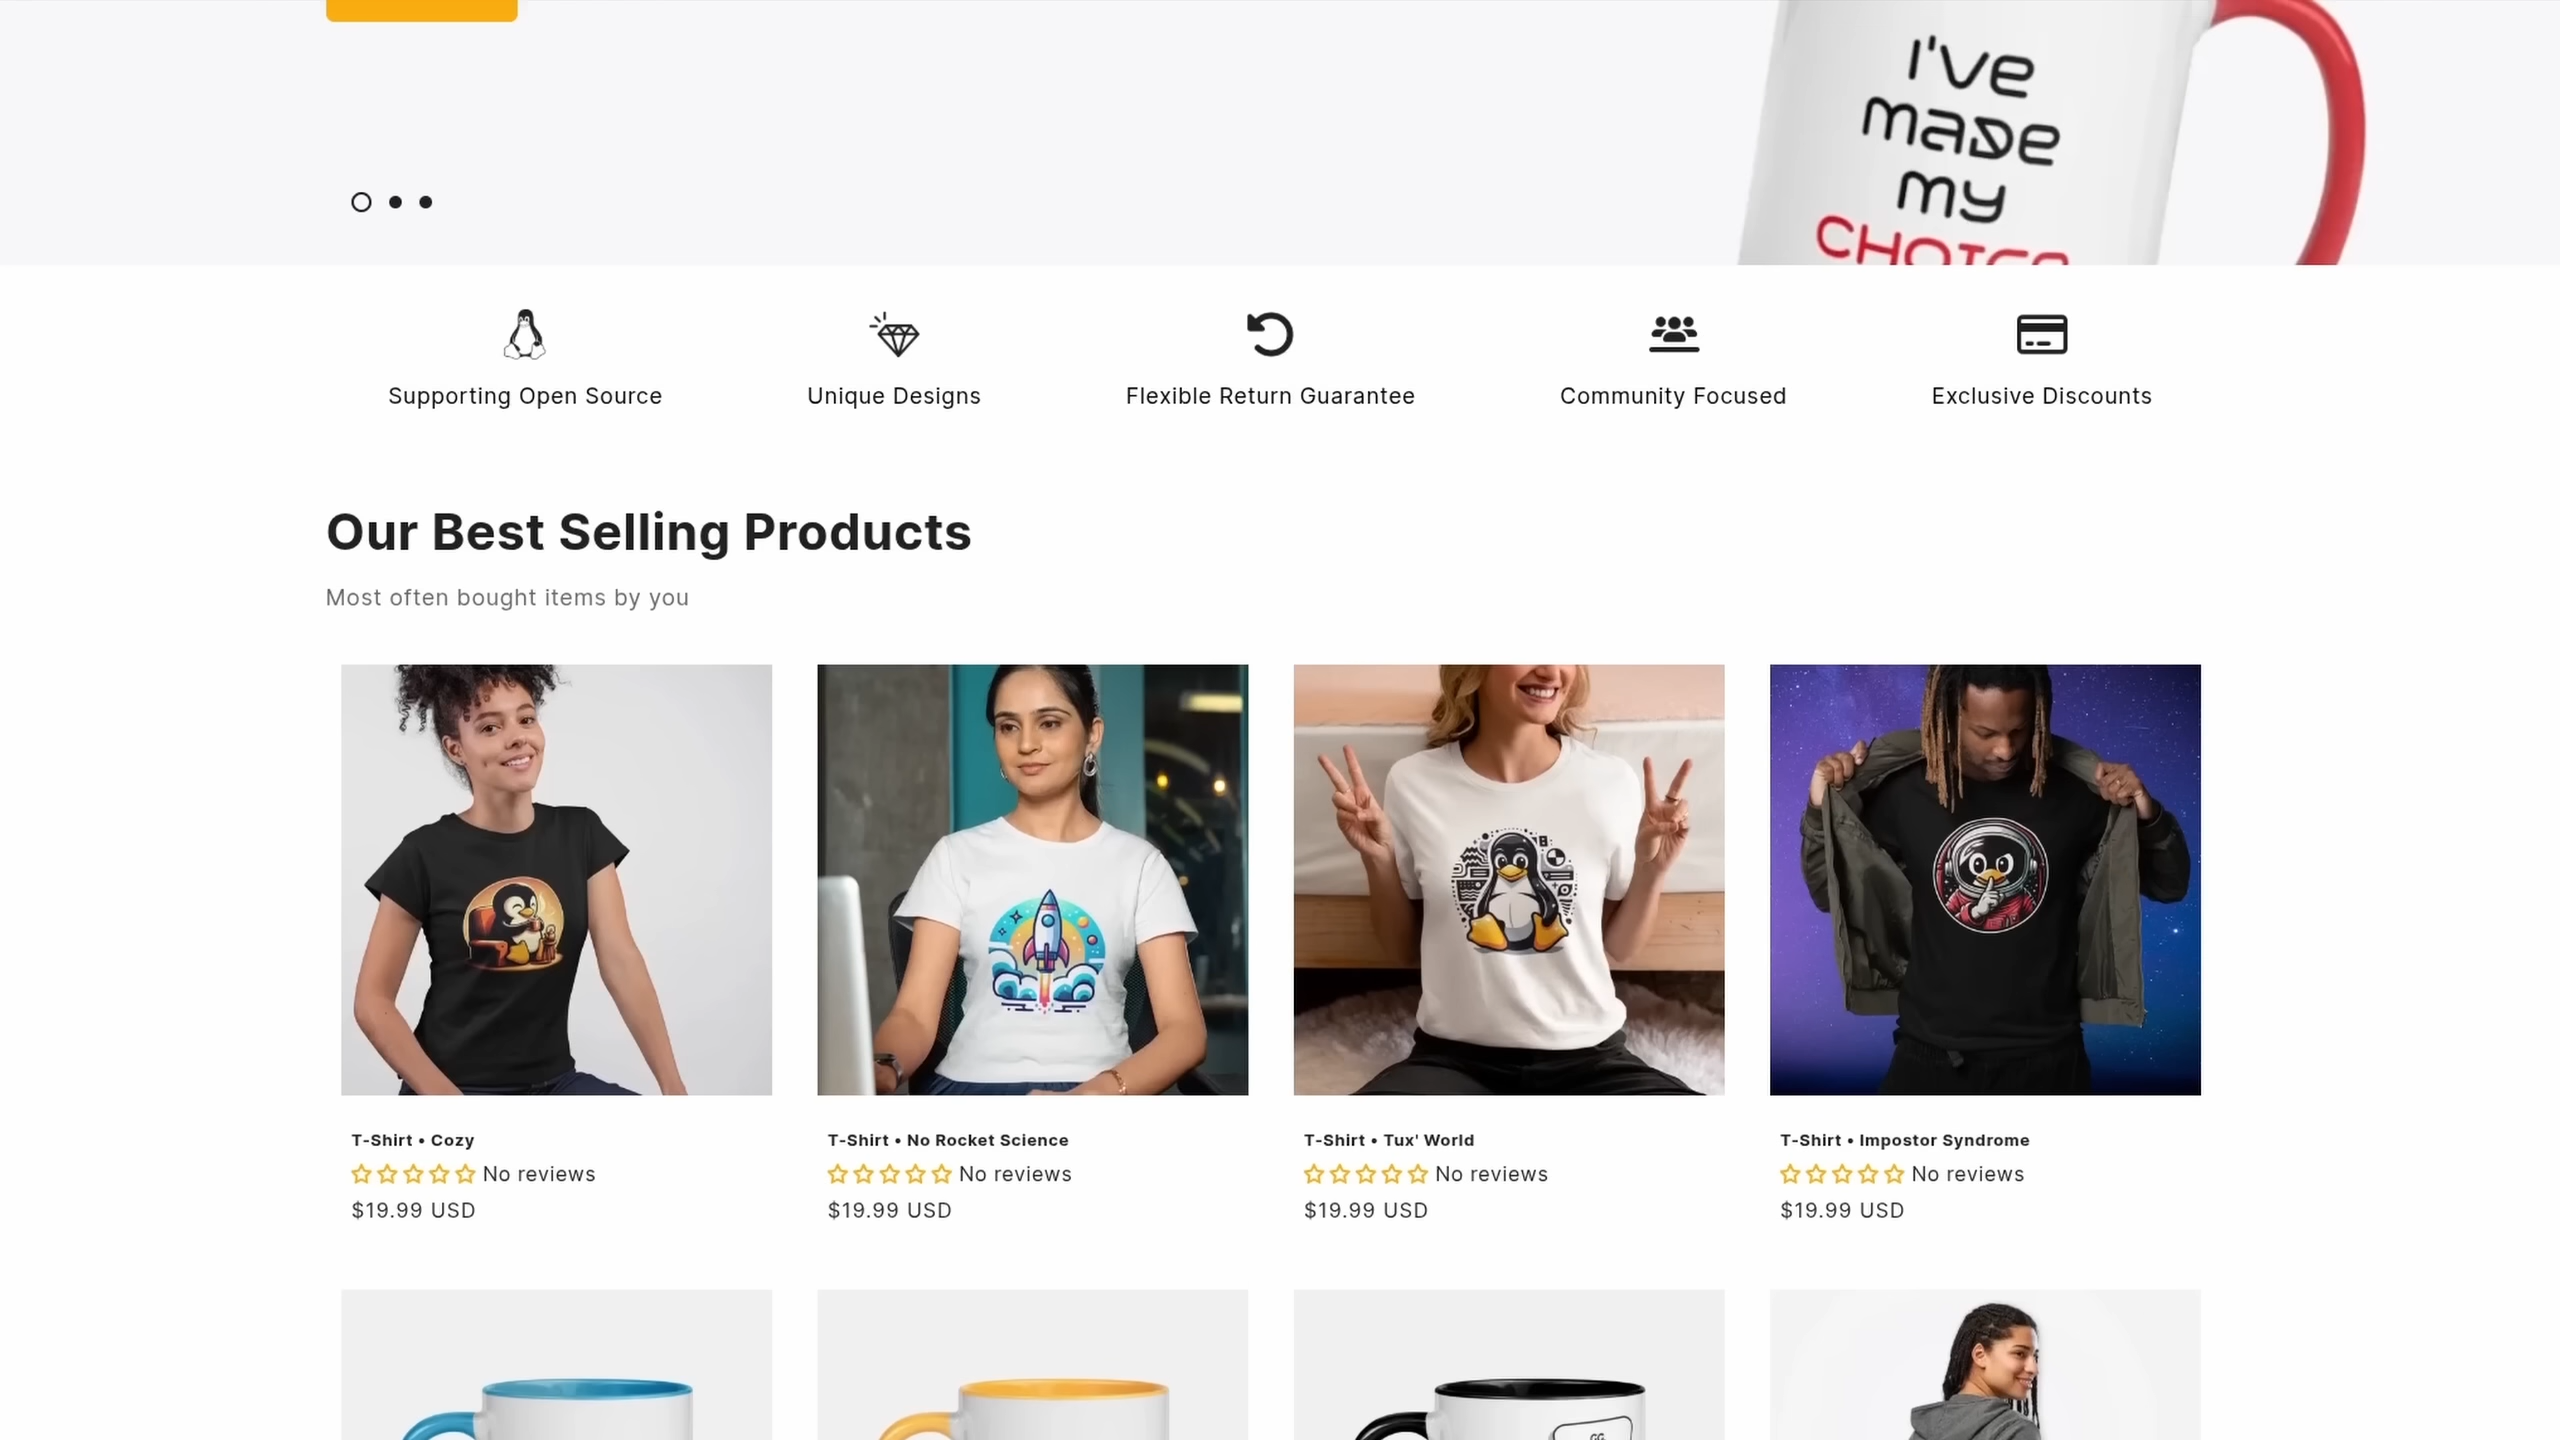 I've
made
my
CHOICE
Supporting Open Source
Unique Designs
Flexible Return Guarantee
Community Focused
Exclusive Discounts
Our Best Selling Products
Most often bought items by you
T-Shirt • Cozy
No reviews
$19.99 USD
T-Shirt • No Rocket Science
No reviews
$19.99 USD
T-Shirt • Tux' World
No reviews
$19.99 USD
T-Shirt • Impostor Syndrome
No reviews
$19.99 USD